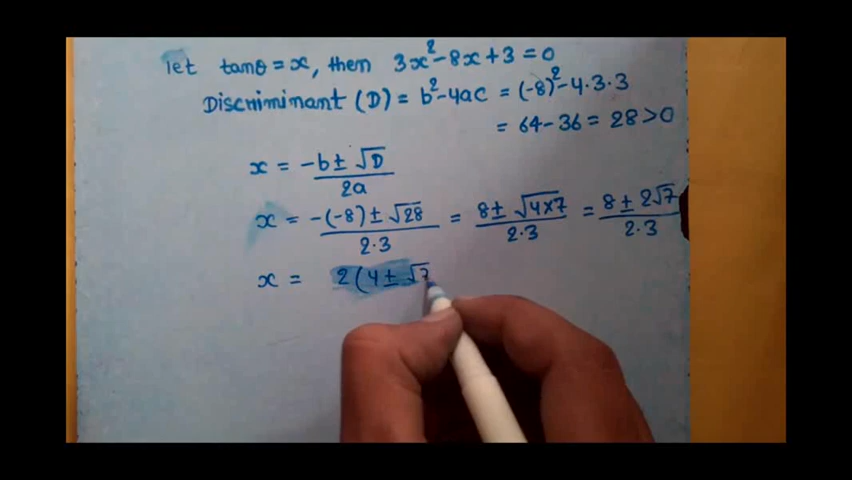 let tanθ = x, then 3x² - 8x + 3 = 0
Discriminant (D) = b² - 4ac = (-8)² - 4·3·3
= 64 - 36 = 28 > 0
x = -b ± √D / 2a
x = -(-8) ± √28 / 2·3 = 8 ± √4×7 / 2·3 = 8 ± 2√7 / 2·3
x = 2(4 ± √7